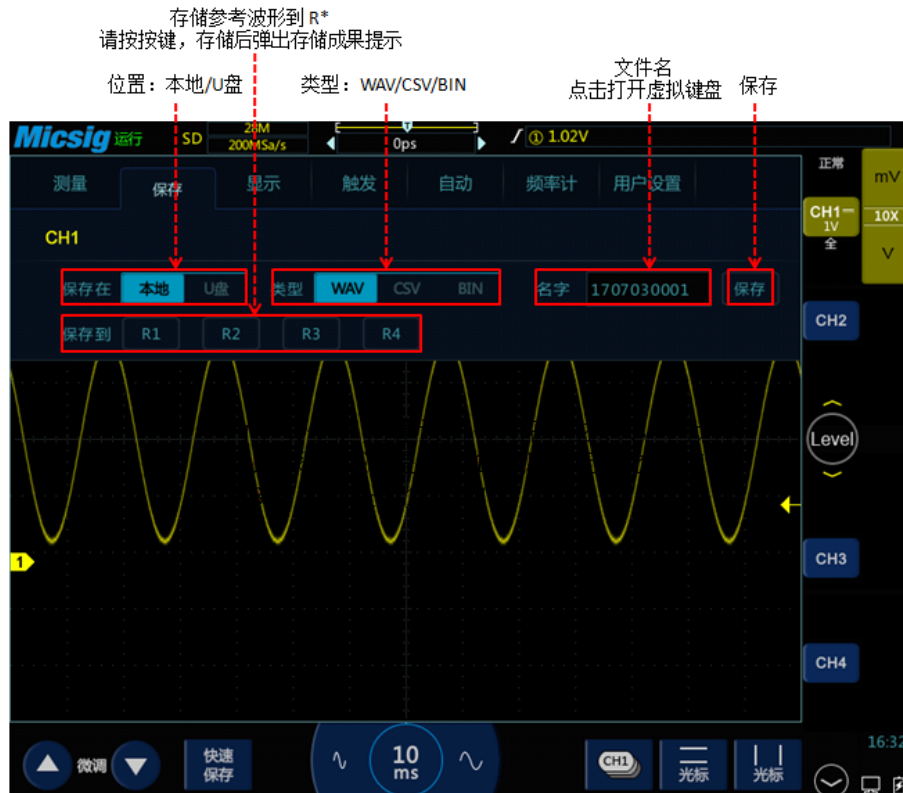 存储参考波形到 R*
请按按键，存储后弹出存储成果提示
位置：本地/U盘
类型：WAV/CSV/BIN
文件名
点击打开虚拟键盘
保存
Micsig 运行 SD 28M 200MSa/s T 0ps ① 1.02V
测量 保存 显示 触发 自动 频率计 用户设置
正常
mV
CH1
CH1
1V
全
10X
V
保存在 本地 U盘 类型 WAV CSV BIN 名字 1707030001 保存
保存到 R1 R2 R3 R4
CH2
Level
1
CH3
CH4
微调 快速保存 10 ms CH1 光标 光标
16:32